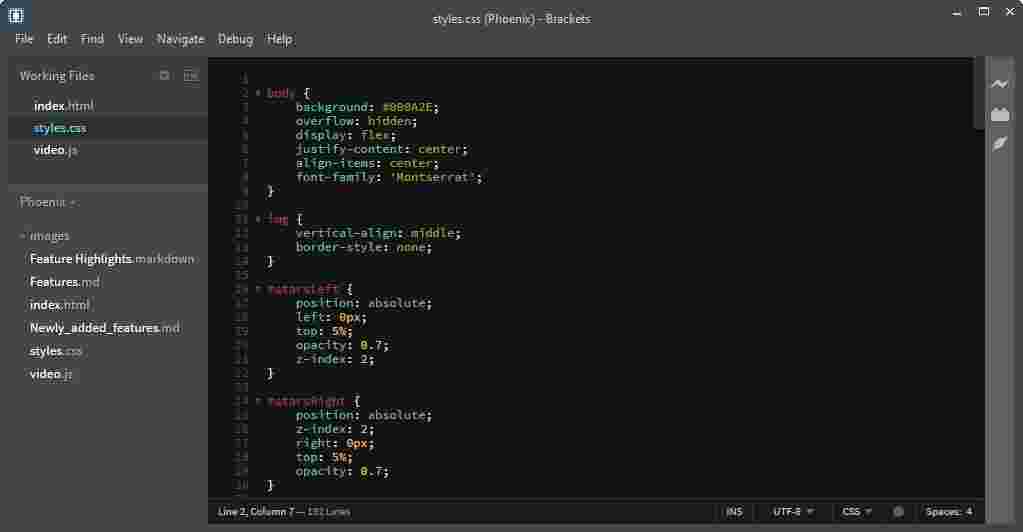 styles.css (Phoenix) - Brackets
File Edit Find View Navigate Debug Help
Working Files
index.html
styles.css
video.js
Phoenix
images
Feature Highlights.markdown
Features.md
index.html
Newly_added_features.md
styles.css
video.js
1
2 body {
3 background: #000A2E;
4 overflow: hidden;
5 display: flex;
6 justify-content: center;
7 align-items: center;
8 font-family: 'Montserrat';
9 }
10
11 img {
12 vertical-align: middle;
13 border-style: none;
14 }
15
16
17 position: absolute;
18 left: 0px;
19 top: 5%;
20 opacity: 0.7;
21 z-index: 2;
22 }
23
24
25 position: absolute;
26 z-index: 2;
27 right: 0px;
28 top: 5%;
29 opacity: 0.7;
30 }
Line 2, Column 7 — 192 Lines
INS UTF-8 CSS Spaces: 4